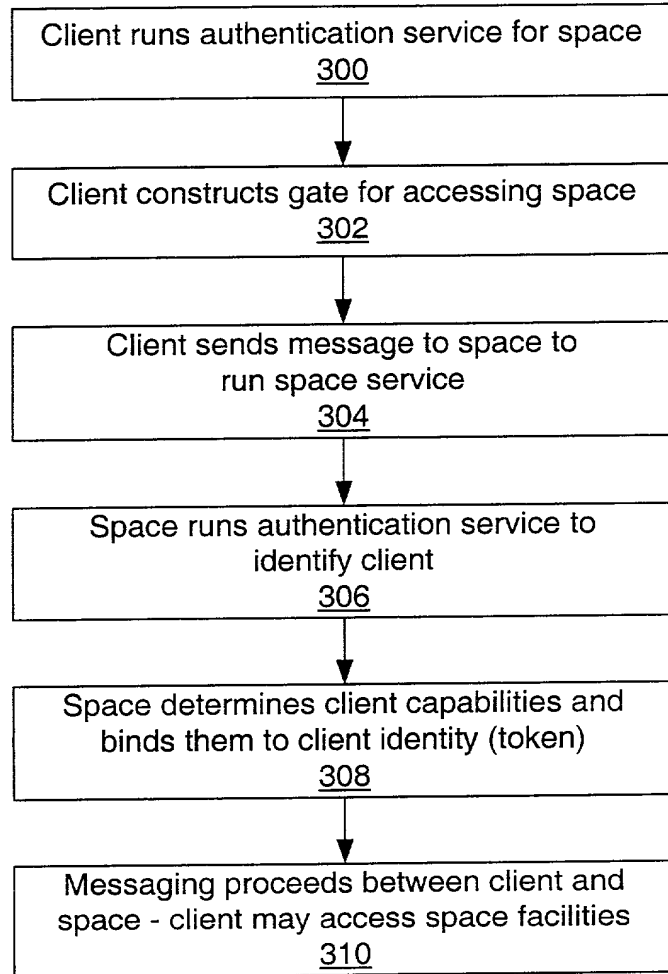 Client runs authentication service for space
300
Client constructs gate for accessing space
302
Client sends message to space to
run space service
304
Space runs authentication service to
identify client
306
Space determines client capabilities and
binds them to client identity (token)
308
Messaging proceeds between client and
space - client may access space facilities
310